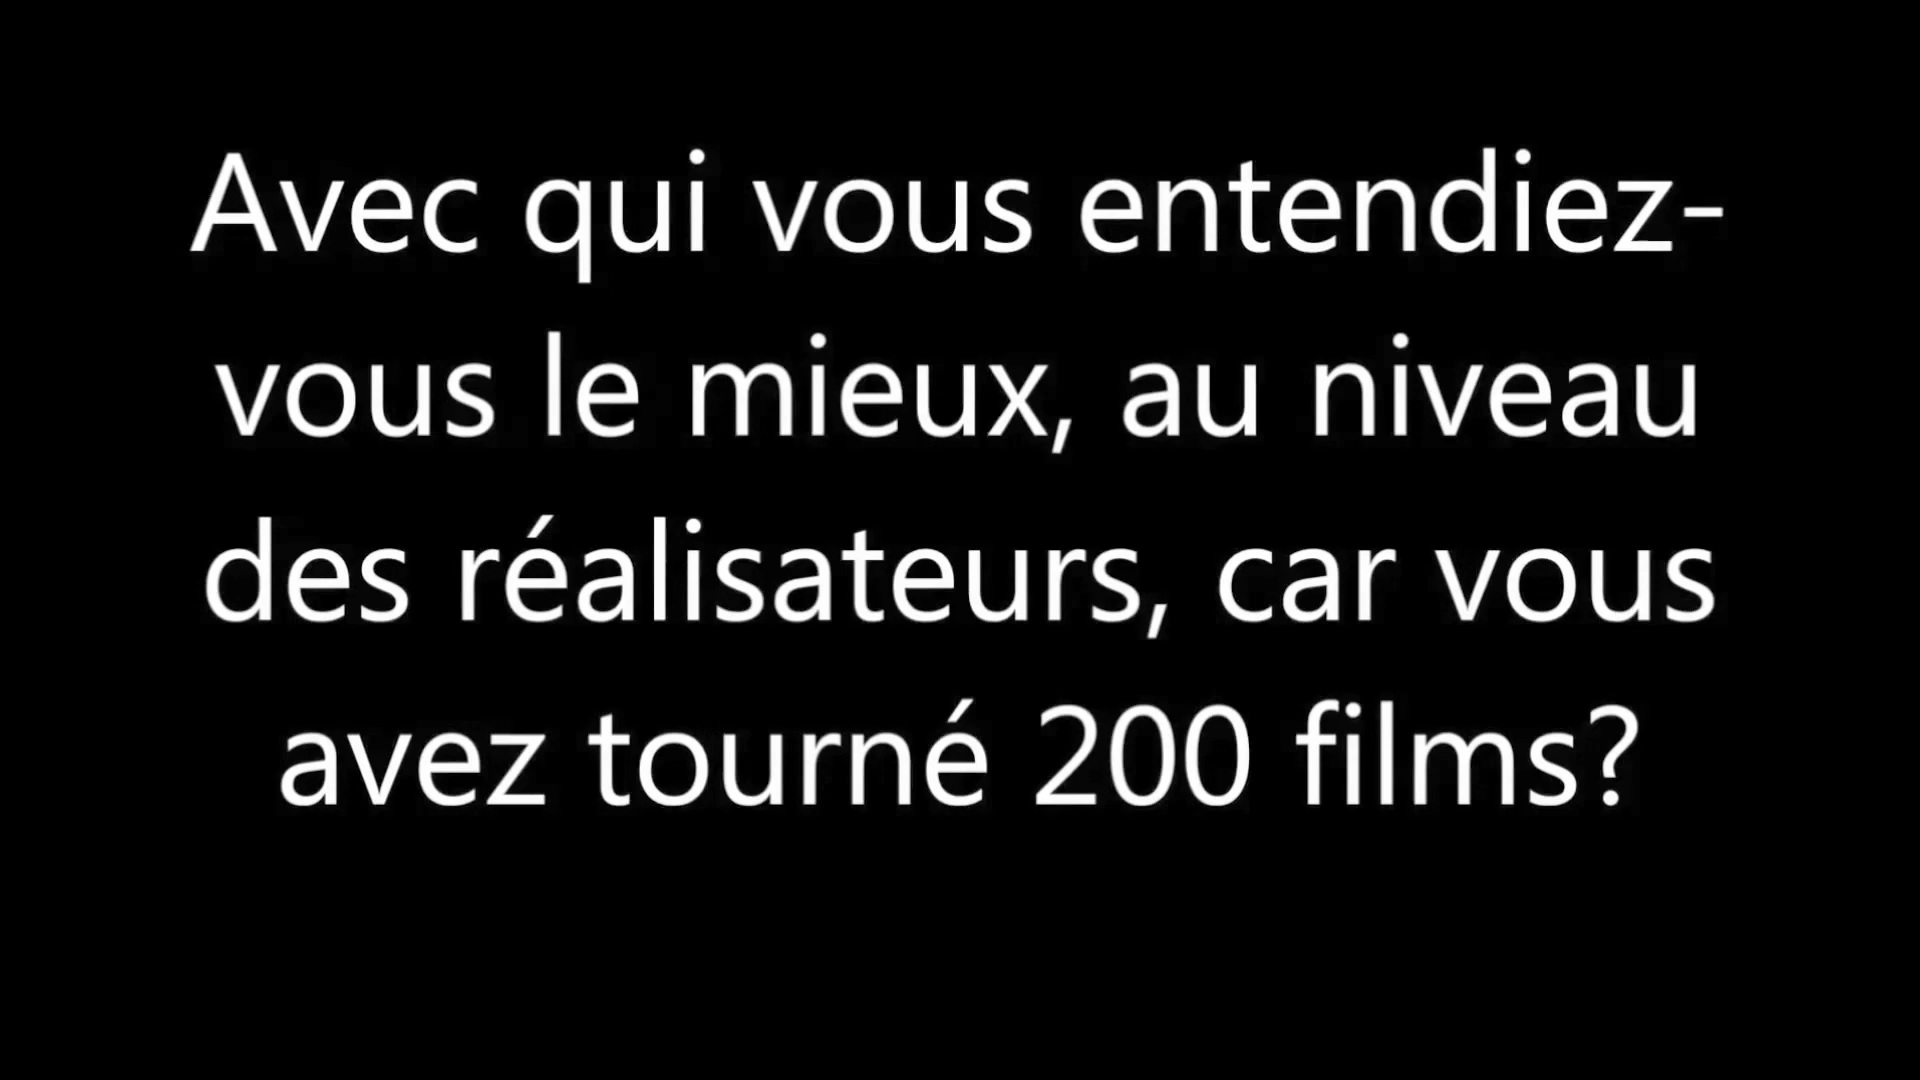 Avec qui vous entendiez-
vous le mieux, au niveau
des réalisateurs, car vous
avez tourné 200 films?